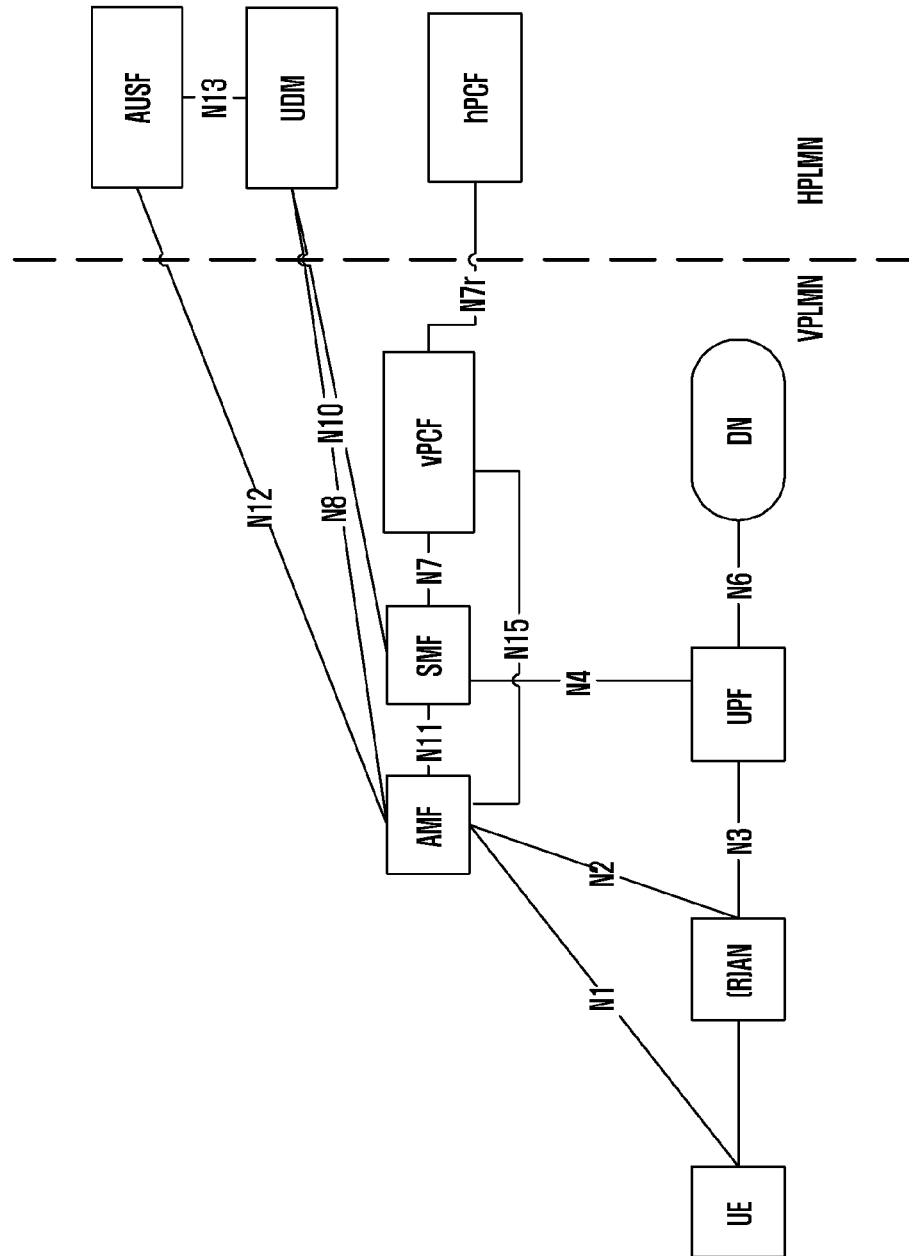 AUSF
N13
UDM
hPCF
HPLMN
VPLMN
N12
N8
N10
N7r
vPCF
N7
SMF
N11
AMF
N15
N4
N2
N1
DN
N6
UPF
N3
(R)AN
UE